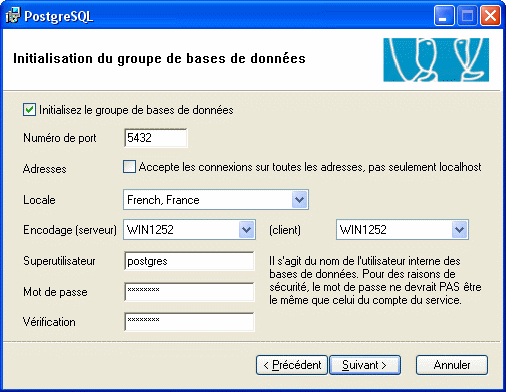 PostgreSQL
Initialisation du groupe de bases de données
Initialisez le groupe de bases de données
Numéro de port 5432
Adresses Accepte les connexions sur toutes les adresses, pas seulement localhost
Locale French, France
Encodage (serveur) WIN1252 (client) WIN1252
Superutilisateur postgres
Il s'agit du nom de l'utilisateur interne des
bases de données. Pour des raisons de
sécurité, le mot de passe ne devrait PAS être
le même que celui du compte du service.
Mot de passe ********
Vérification ********
< Précédent Suivant > Annuler